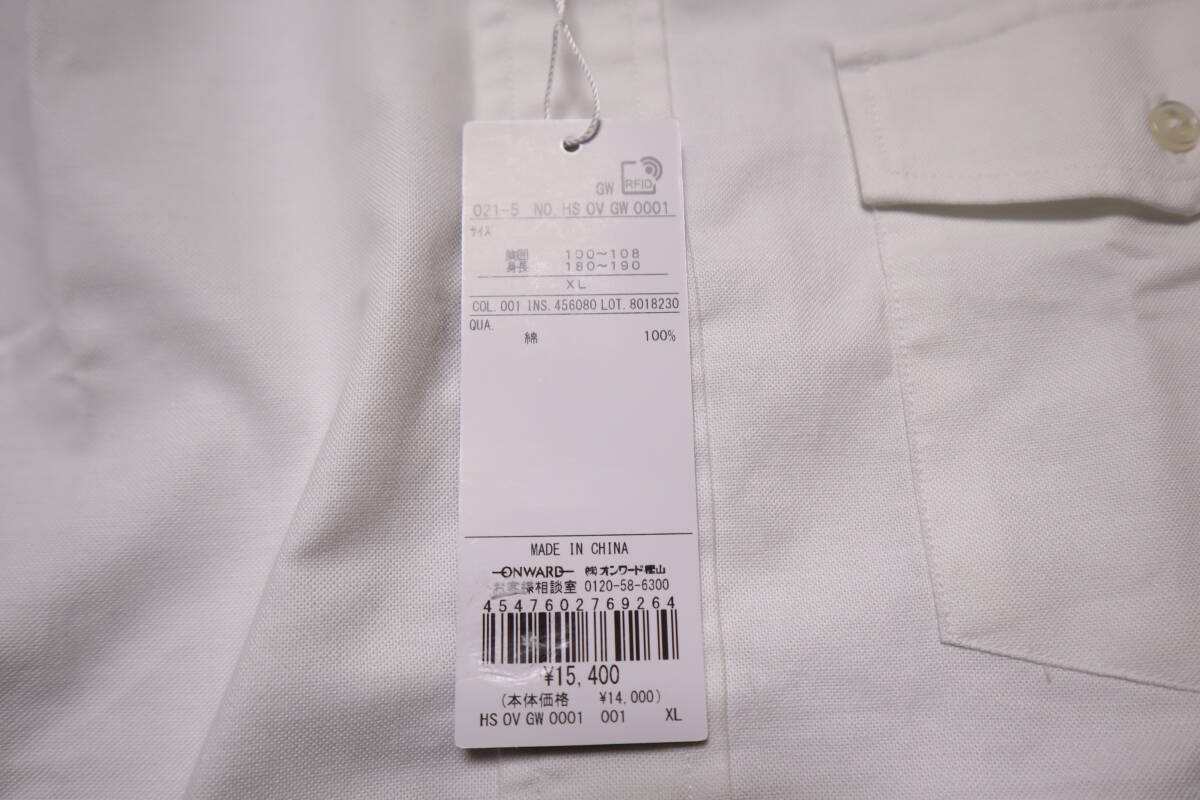 GW RFID
021-5 NO. HS OV GW 0001
サイズ
胸囲 100~108
身長 180~190
XL
COL. 001 INS. 456080 LOT. 8018230
QUA.
綿 100%
MADE IN CHINA
ONWARD ㈱オンワード樫山
お客様相談室 0120-58-6300
4547602769264
¥15,400
(本体価格 ¥14,000)
HS OV GW 0001 001 XL